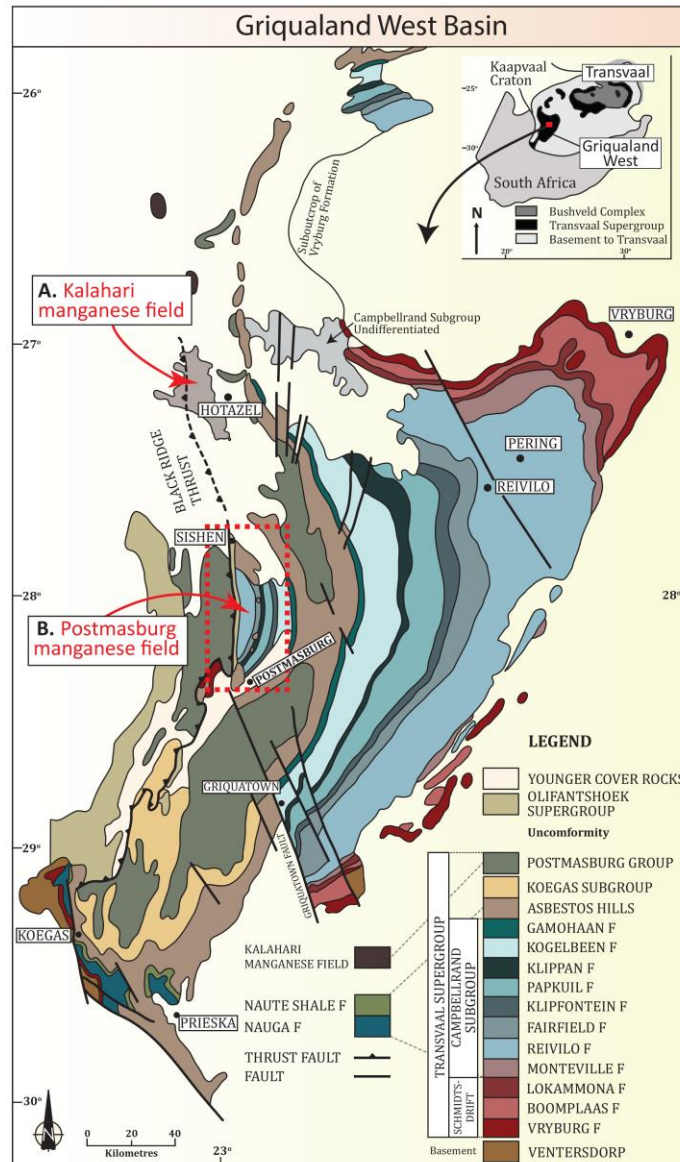 Griqualand West Basin
26°
27°
28°
29°
30°
28°
23°
Kaapvaal
Craton
Transvaal
25°
30°
Griqualand
West
South Africa
N
Bushveld Complex
Transvaal Supergroup
Basement to Transvaal
20°
30°
Suboutcrop of
Vryburg Formation
A. Kalahari
manganese field
Campbellrand Subgroup
Undifferentiated
VRYBURG
HOTAZEL
PERING
REIVILO
BLACK RIDGE
THRUST
SISHEN
B. Postmasburg
manganese field
POSTMASBURG
GRIQUATOWN
GRIQUATOWN FAULT
KOEGAS
PRIESKA
LEGEND
YOUNGER COVER ROCKS
OLIFANTSHOEK
SUPERGROUP
Uncomformity
POSTMASBURG GROUP
KOEGAS SUBGROUP
ASBESTOS HILLS
GAMOHAAN F
KOGELBEEN F
KLIPPAN F
PAPKUIL F
KLIPFONTEIN F
FAIRFIELD F
REIVILO F
MONTEVILLE F
LOKAMMONA F
BOOMPLAAS F
VRYBURG F
Basement
VENTERSDORP
TRANSVAAL SUPERGROUP
CAMPBELLRAND
SUBGROUP
SCHMIDTS-
DRIFT
KALAHARI
MANGANESE FIELD
NAUTE SHALE F
NAUGA F
THRUST FAULT
FAULT
N
0 20 40
Kilometres